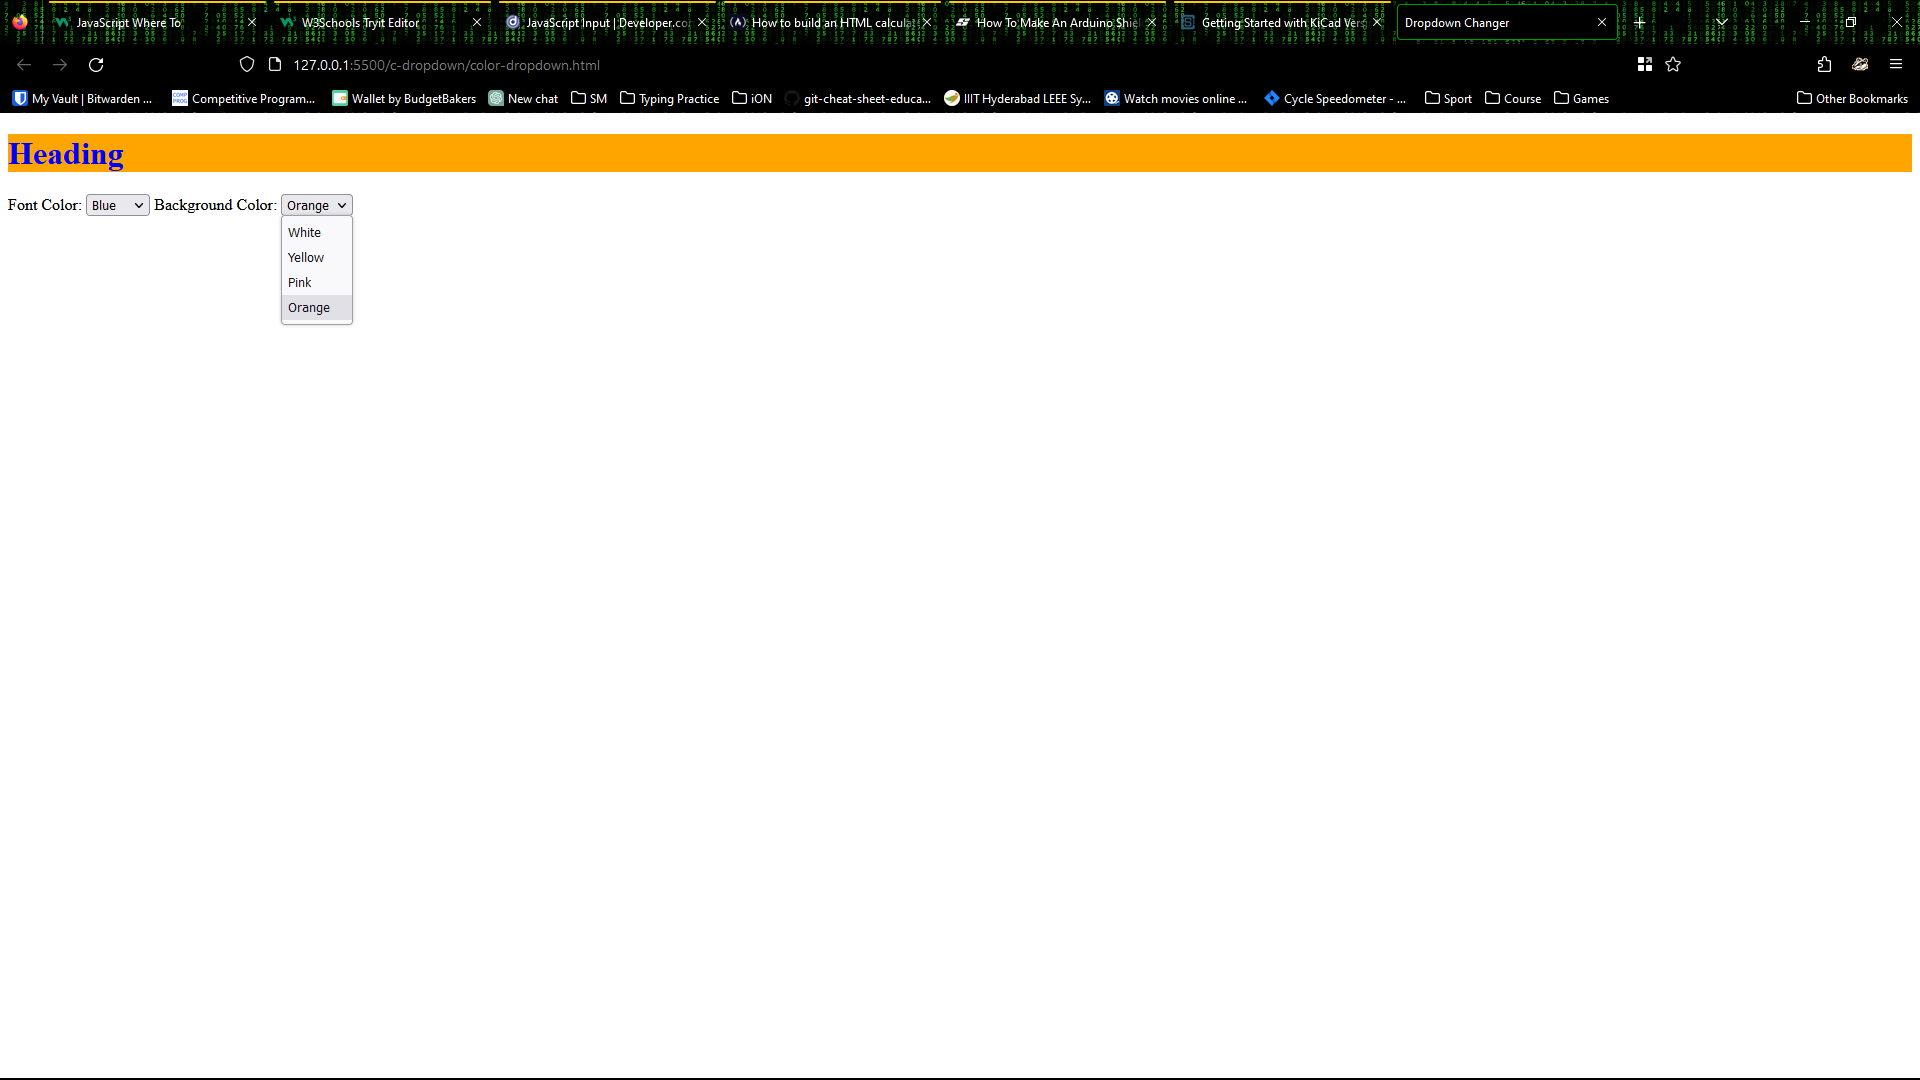 JavaScript Where To
W3Schools Tryit Editor
JavaScript Input | Developer.co
How to build an HTML calcula
How To Make An Arduino Shie
Getting Started with KiCad Vers
Dropdown Changer
127.0.0.1:5500/c-dropdown/color-dropdown.html
My Vault | Bitwarden ...
Competitive Program...
Wallet by BudgetBakers
New chat
SM
Typing Practice
iON
git-cheat-sheet-educa...
IIIT Hyderabad LEEE Sy...
Watch movies online ...
Cycle Speedometer - ...
Sport
Course
Games
Other Bookmarks
Heading
Font Color: Blue Background Color: Orange
White
Yellow
Pink
Orange